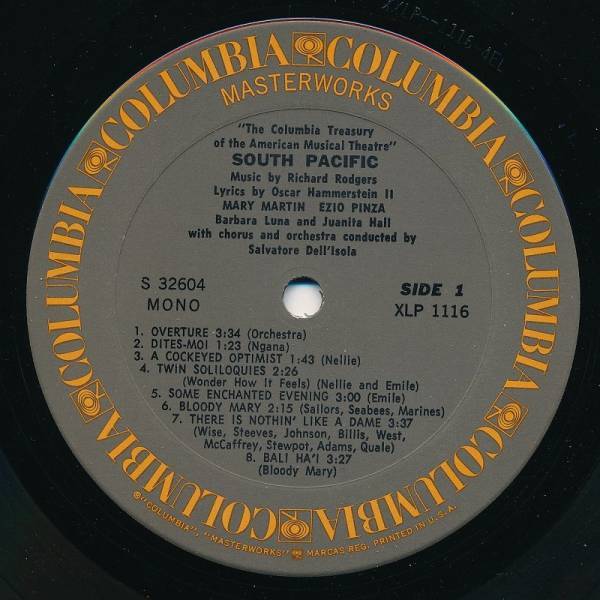 XXLP--1116-4EL
COLUMBIA COLUMBIA COLUMBIA COLUMBIA COLUMBIA COLUMBIA COLUMBIA COLUMBIA
MASTERWORKS
"The Columbia Treasury
of the American Musical Theatre"
SOUTH PACIFIC
Music by Richard Rodgers
Lyrics by Oscar Hammerstein II
MARY MARTIN EZIO PINZA
Barbara Luna and Juanita Hall
with chorus and orchestra conducted by
Salvatore Dell'Isola
S 32604
MONO
SIDE 1
XLP 1116
1. OVERTURE 3:34 (Orchestra)
2. DITES-MOI 1:23 (Ngana)
3. A COCKEYED OPTIMIST 1:43 (Nellie)
4. TWIN SOLILOQUIES 2:26
(Wonder How It Feels) (Nellie and Emile)
5. SOME ENCHANTED EVENING 3:00 (Emile)
6. BLOODY MARY 2:15 (Sailors, Seabees, Marines)
7. THERE IS NOTHIN' LIKE A DAME 3:37
(Wise, Steeves, Johnson, Billis, West,
McCaffrey, Stewpot, Adams, Quale)
8. BALI HA'I 3:27
(Bloody Mary)
®"COLUMBIA", "MASTERWORKS" MARCAS REG. PRINTED IN U.S.A.